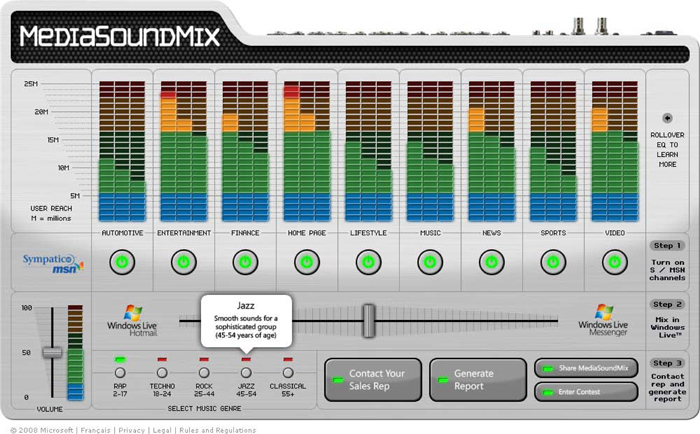 MEDIASOUNDMIX
25M
20M
15M
10M
5M
USER REACH
M = millions
ROLLOVER
EQ TO
LEARN
MORE
AUTOMOTIVE ENTERTAINMENT FINANCE HOME PAGE LIFESTYLE MUSIC NEWS SPORTS VIDEO
Sympatico
msn
Step 1
Turn on
S / MSN
channels
100
50
0
VOLUME
Windows Live
Hotmail
Jazz
Smooth sounds for a
sophisticated group
(45-54 years of age)
Windows Live
Messenger
Step 2
Mix in
Windows
Live™
RAP TECHNO ROCK JAZZ CLASSICAL
2-17 18-24 25-44 45-54 55+
SELECT MUSIC GENRE
Contact Your
Sales Rep
Generate
Report
Share MediaSoundMix
Enter Contest
Step 3
Contact
rep and
generate
report
© 2008 Microsoft | Français | Privacy | Legal | Rules and Regulations